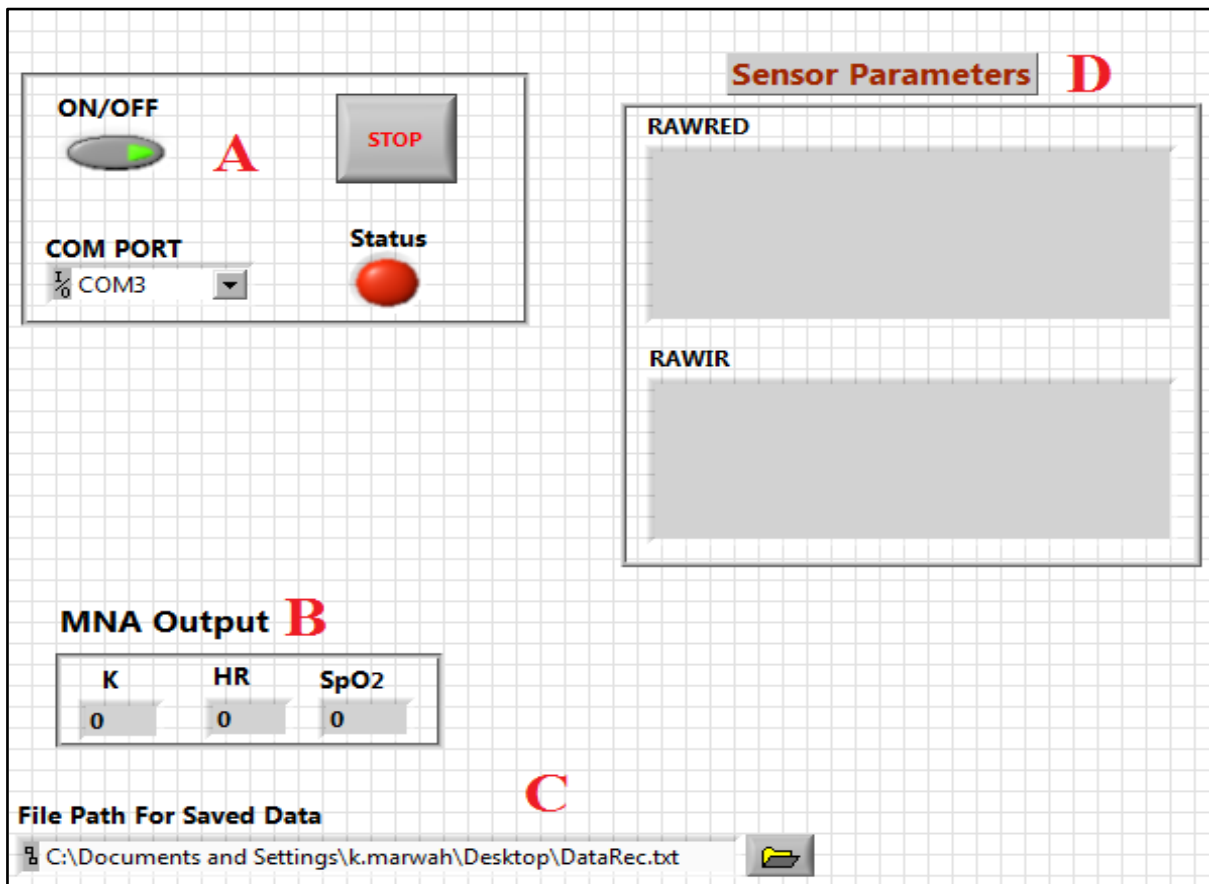 Sensor Parameters D
ON/OFF
A
STOP
COM PORT
COM3
Status
RAWRED
RAWIR
MNA Output B
K HR SpO2
0 0 0
C
File Path For Saved Data
C:\Documents and Settings\k.marwah\Desktop\DataRec.txt